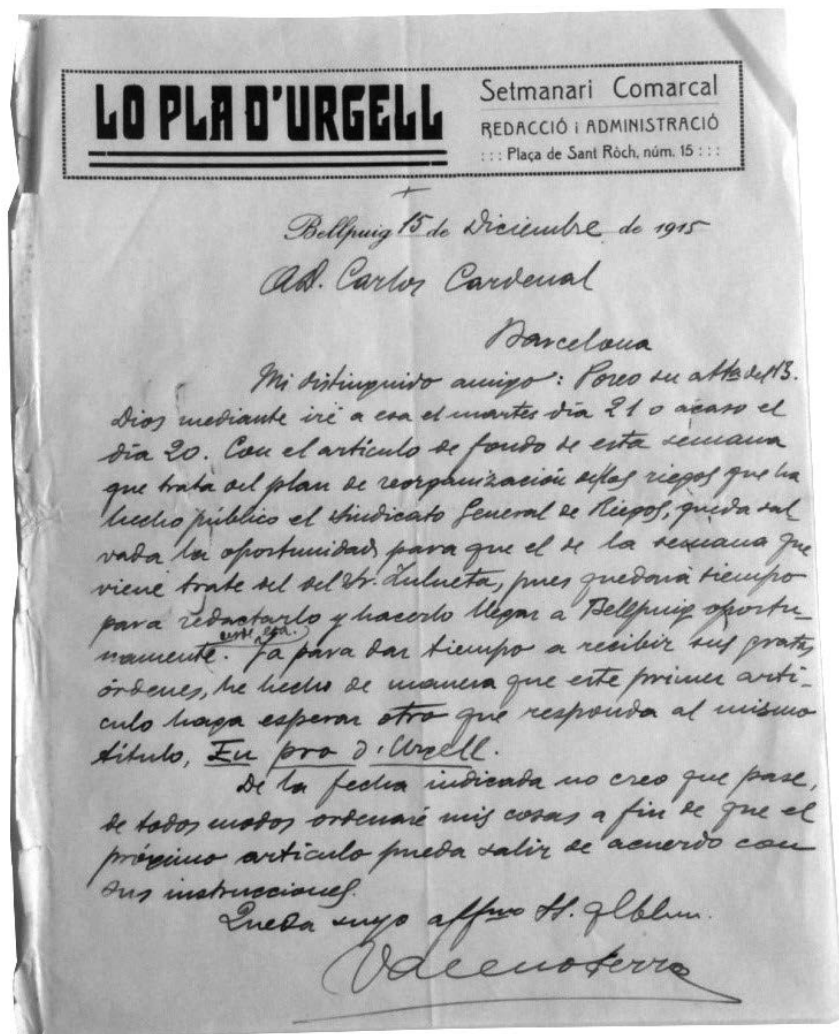 LO PLA D'URGELL
Setmanari Comarcal
REDACCIÓ i ADMINISTRACIÓ
: : : Plaça de Sant Ròch, núm. 15 : : :
Bellpuig 15 de Diciembre de 1915
A D. Carlos Cardenal
Barcelona
Mi distinguido amigo: Poseo su atta del 13.
Dios mediante iré a esa el martes día 21 o acaso el
día 20. Con el artículo de fondo de esta semana
que trata del plan de reorganización de los riegos que ha
hecho público el Sindicato General de Riegos, queda sal
vada la oportunidad para que el de la semana que
viene trate del del Sr. Zulueta, pues quedará tiempo
para redactarlo y hacerlo llegar a Bellpuig oportu-
namente. Ya para dar tiempo a recibir sus gratas
órdenes, he hecho de manera que este primer artí-
culo haga esperar otro que responda al mismo
título, En pro d'Urgell.
De la fecha indicada no creo que pase,
de todos modos ordenaré mis cosas a fin de que el
próximo artículo pueda salir de acuerdo con
sus instrucciones.
Queda suyo affmo SS.